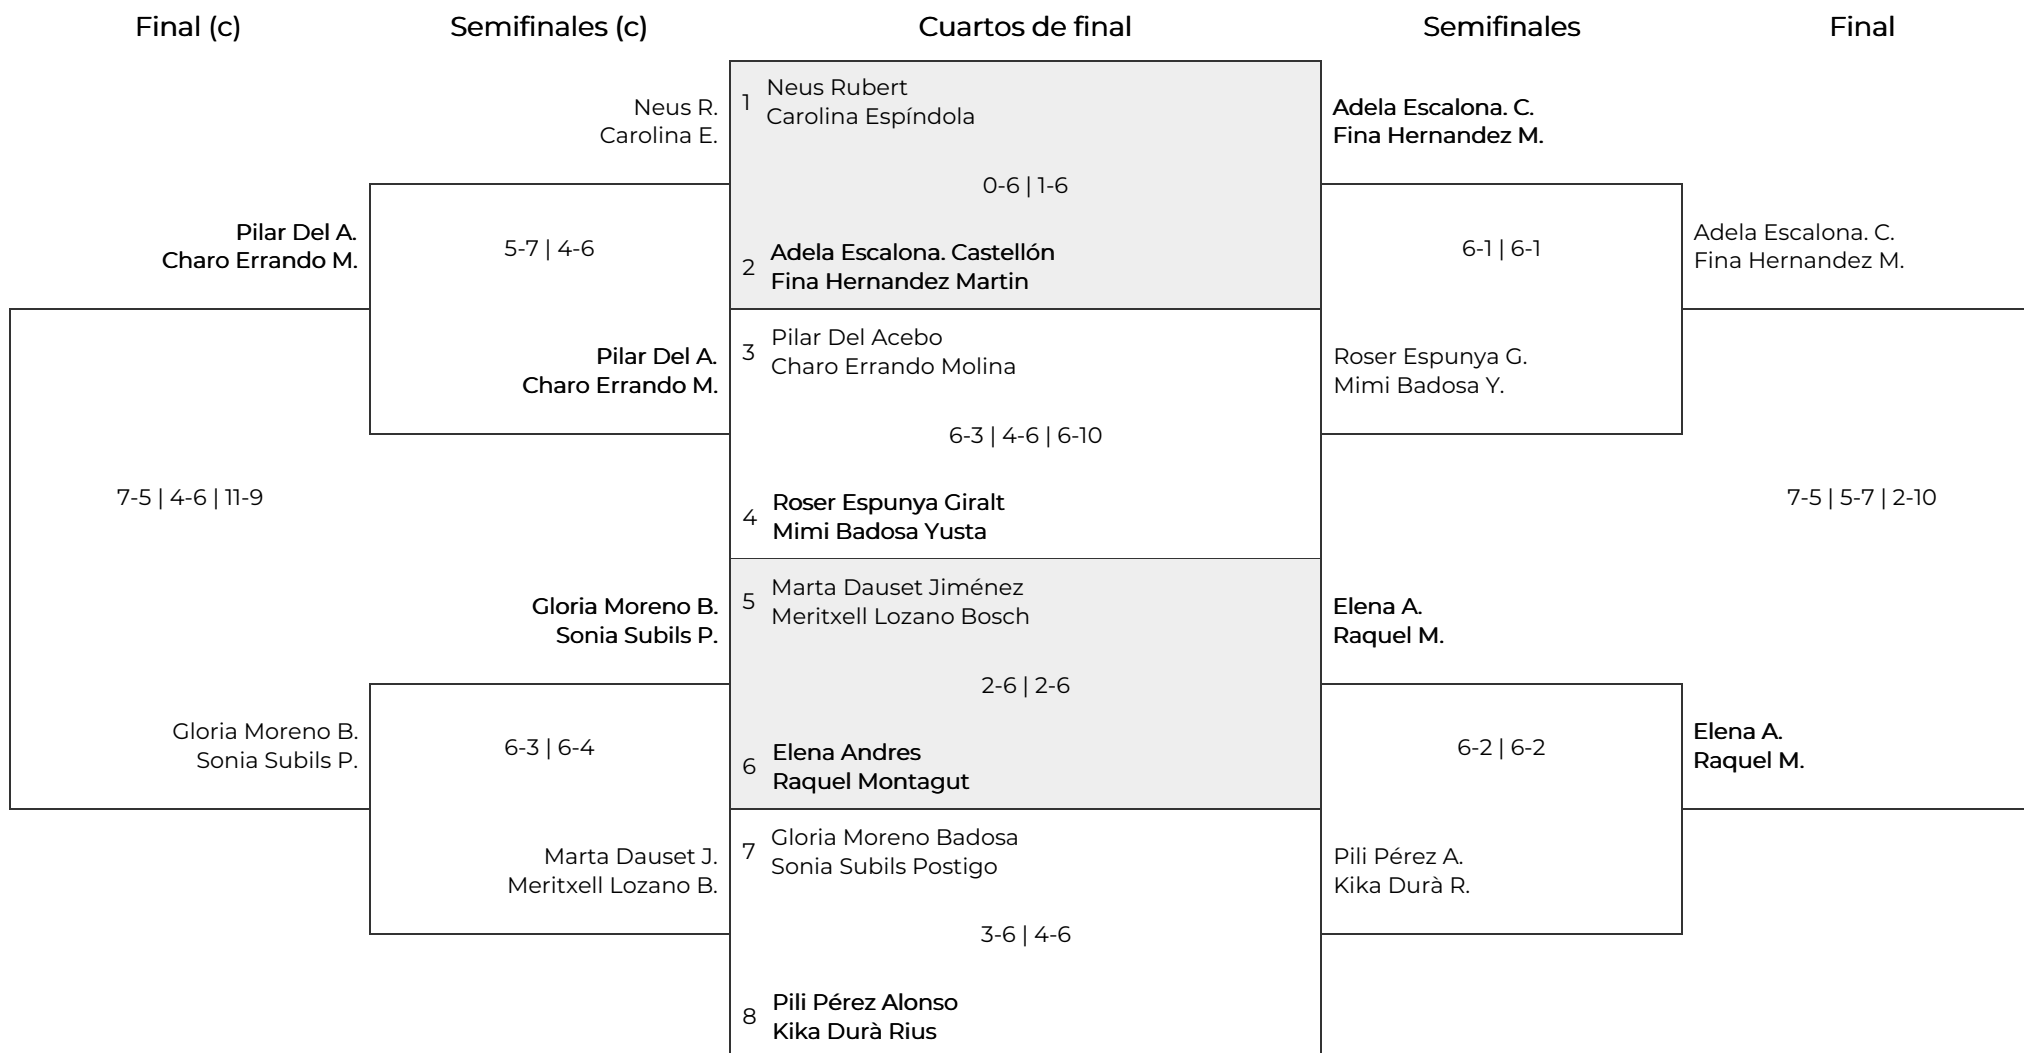 Final (c)
Semifinales (c)
Cuartos de final
Semifinales
Final
Pilar Del A.
Charo Errando M.
7-5 | 4-6 | 11-9
Gloria Moreno B.
Sonia Subils P.
Neus R.
Carolina E.
5-7 | 4-6
Pilar Del A.
Charo Errando M.
Gloria Moreno B.
Sonia Subils P.
6-3 | 6-4
Marta Dauset J.
Meritxell Lozano B.
1 Neus Rubert
Carolina Espíndola
0-6 | 1-6
2 Adela Escalona. Castellón
Fina Hernandez Martin
3 Pilar Del Acebo
Charo Errando Molina
6-3 | 4-6 | 6-10
4 Roser Espunya Giralt
Mimi Badosa Yusta
5 Marta Dauset Jiménez
Meritxell Lozano Bosch
2-6 | 2-6
6 Elena Andres
Raquel Montagut
7 Gloria Moreno Badosa
Sonia Subils Postigo
3-6 | 4-6
8 Pili Pérez Alonso
Kika Durà Rius
Adela Escalona. C.
Fina Hernandez M.
6-1 | 6-1
Roser Espunya G.
Mimi Badosa Y.
Elena A.
Raquel M.
6-2 | 6-2
Pili Pérez A.
Kika Durà R.
Adela Escalona. C.
Fina Hernandez M.
7-5 | 5-7 | 2-10
Elena A.
Raquel M.